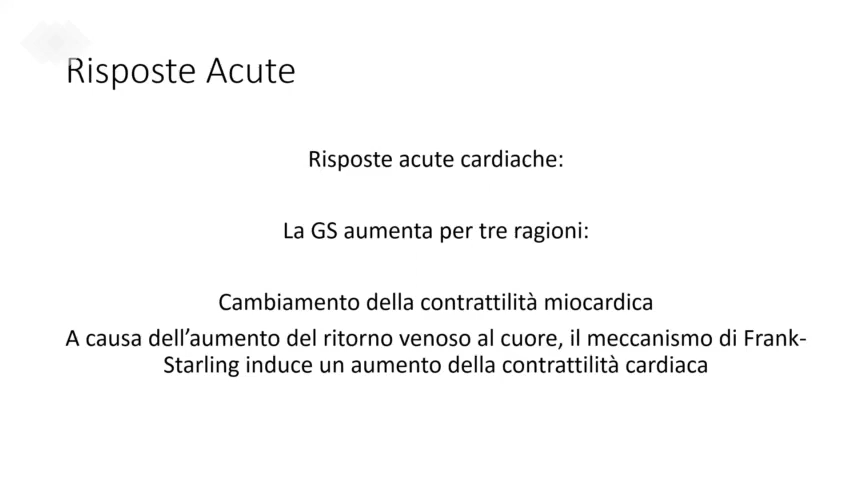 Risposte Acute
Risposte acute cardiache:
La GS aumenta per tre ragioni:
Cambiamento della contrattilità miocardica
A causa dell’aumento del ritorno venoso al cuore, il meccanismo di Frank-
Starling induce un aumento della contrattilità cardiaca